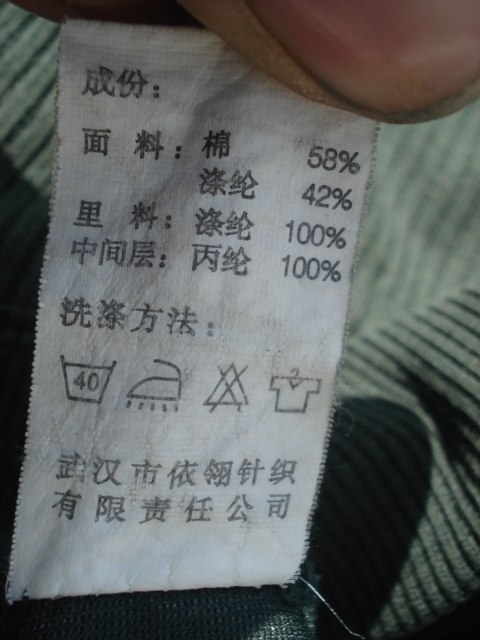 成份：
面 料：棉 58%
涤纶 42%
里 料：涤纶 100%
中间层：丙纶 100%
洗涤方法：
40
武汉市依翎针织
有限责任公司